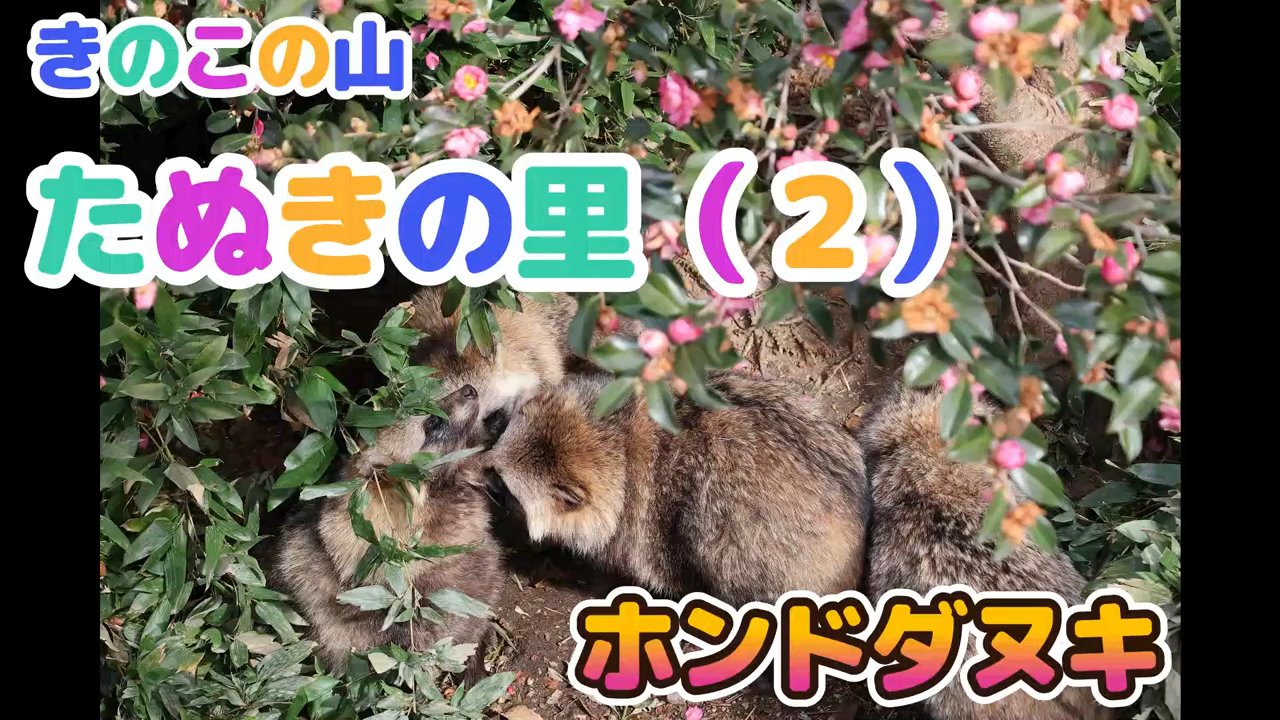 きのこの山
たぬきの里（２）
ホンドダヌキ